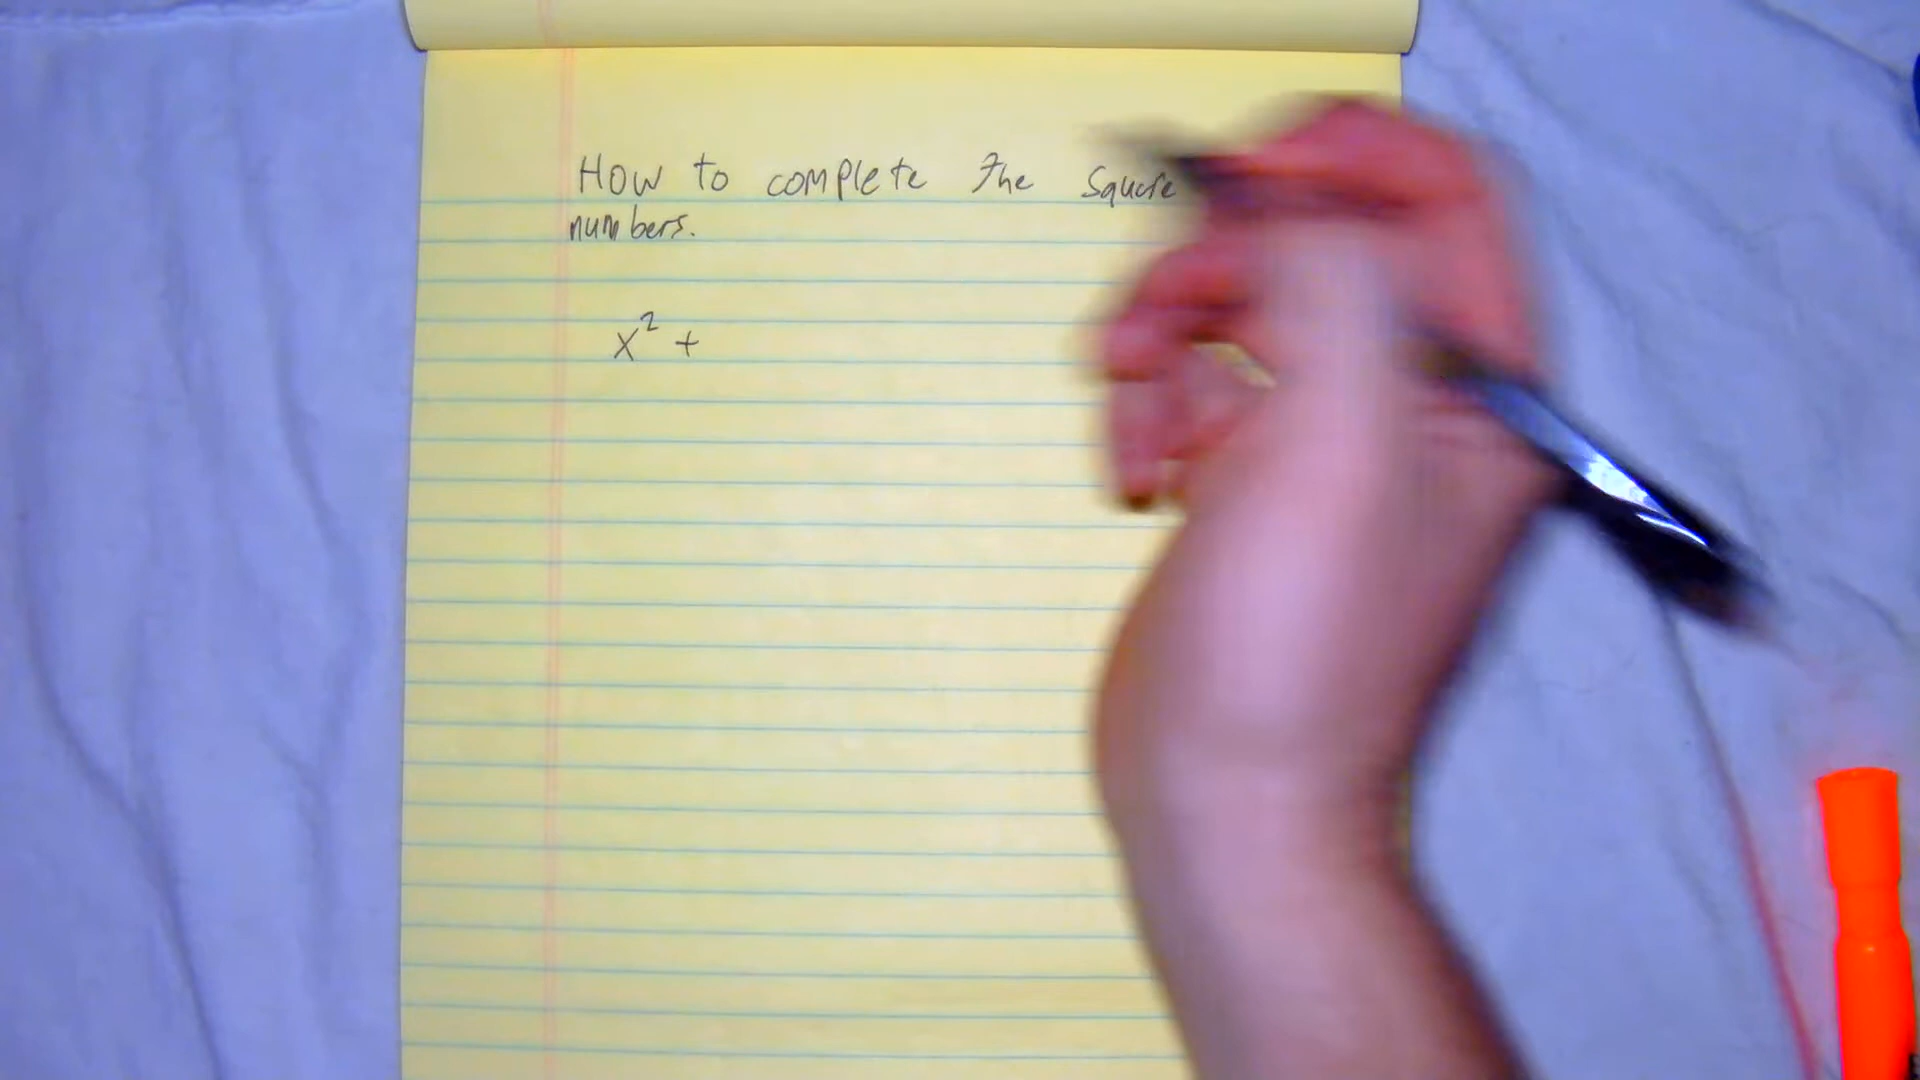 How to complete the square
numbers.
x² +